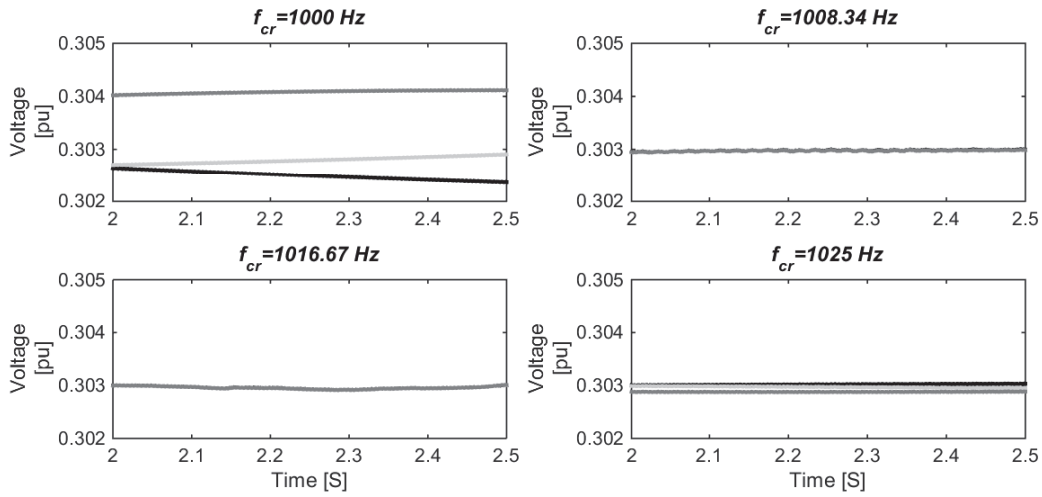 f_cr=1000 Hz
0.305
0.304
0.303
0.302
Voltage
[pu]
2 2.1 2.2 2.3 2.4 2.5
f_cr=1008.34 Hz
0.305
0.304
0.303
0.302
Voltage
[pu]
2 2.1 2.2 2.3 2.4 2.5
f_cr=1016.67 Hz
0.305
0.304
0.303
0.302
Voltage
[pu]
2 2.1 2.2 2.3 2.4 2.5
Time [S]
f_cr=1025 Hz
0.305
0.304
0.303
0.302
Voltage
[pu]
2 2.1 2.2 2.3 2.4 2.5
Time [S]